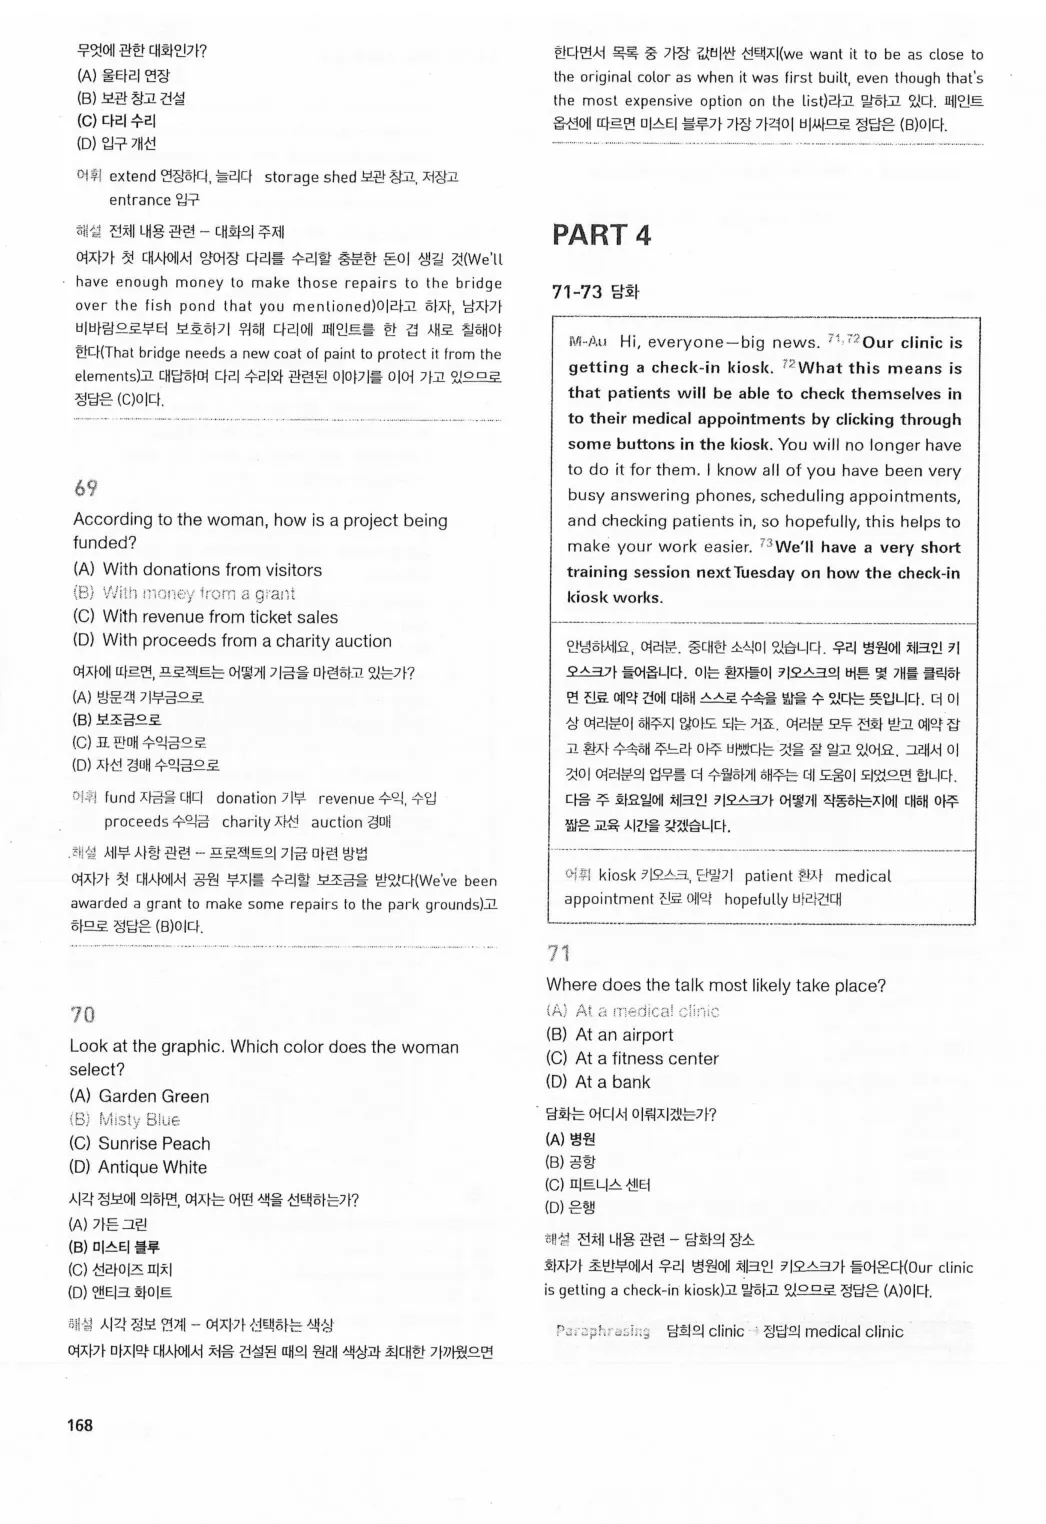 무엇에 관한 대화인가?
(A) 울타리 연장
(B) 보관 창고 건설
(C) 다리 수리
(D) 입구 개선
어휘 extend 연장하다, 늘리다 storage shed 보관 창고, 저장고
entrance 입구
해설 전체 내용 관련 – 대화의 주제
여자가 첫 대사에서 양어장 다리를 수리할 충분한 돈이 생길 것(We'll
have enough money to make those repairs to the bridge
over the fish pond that you mentioned)이라고 하자, 남자가
비바람으로부터 보호하기 위해 다리에 페인트를 한 겹 새로 칠해야
한다(That bridge needs a new coat of paint to protect it from the
elements)고 대답하며 다리 수리와 관련된 이야기를 이어 가고 있으므로
정답은 (C)이다.
69
According to the woman, how is a project being
funded?
(A) With donations from visitors
(B) With money from a grant
(C) With revenue from ticket sales
(D) With proceeds from a charity auction
여자에 따르면, 프로젝트는 어떻게 기금을 마련하고 있는가?
(A) 방문객 기부금으로
(B) 보조금으로
(C) 표 판매 수익금으로
(D) 자선 경매 수익금으로
어휘 fund 자금을 대다 donation 기부 revenue 수익, 수입
proceeds 수익금 charity 자선 auction 경매
해설 세부 사항 관련 – 프로젝트의 기금 마련 방법
여자가 첫 대사에서 공원 부지를 수리할 보조금을 받았다(We've been
awarded a grant to make some repairs to the park grounds)고
하므로 정답은 (B)이다.
70
Look at the graphic. Which color does the woman
select?
(A) Garden Green
(B) Misty Blue
(C) Sunrise Peach
(D) Antique White
시각 정보에 의하면, 여자는 어떤 색을 선택하는가?
(A) 가든 그린
(B) 미스티 블루
(C) 선라이즈 피치
(D) 앤티크 화이트
해설 시각 정보 연계 – 여자가 선택하는 색상
여자가 마지막 대사에서 처음 건설된 때의 원래 색상과 최대한 가까웠으면
168
한다면서 목록 중 가장 값비싼 선택지(we want it to be as close to
the original color as when it was first built, even though that's
the most expensive option on the list)라고 말하고 있다. 페인트
옵션에 따르면 미스티 블루가 가장 가격이 비싸므로 정답은 (B)이다.
PART 4
71-73 담화
M-Au Hi, everyone—big news. 71, 72Our clinic is
getting a check-in kiosk. 72What this means is
that patients will be able to check themselves in
to their medical appointments by clicking through
some buttons in the kiosk. You will no longer have
to do it for them. I know all of you have been very
busy answering phones, scheduling appointments,
and checking patients in, so hopefully, this helps to
make your work easier. 73We'll have a very short
training session next Tuesday on how the check-in
kiosk works.
안녕하세요, 여러분. 중대한 소식이 있습니다. 우리 병원에 체크인 키
오스크가 들어옵니다. 이는 환자들이 키오스크의 버튼 몇 개를 클릭하
면 진료 예약 건에 대해 스스로 수속을 밟을 수 있다는 뜻입니다. 더 이
상 여러분이 해주지 않아도 되는 거죠. 여러분 모두 전화 받고 예약 잡
고 환자 수속해 주느라 아주 바빴다는 것을 잘 알고 있어요. 그래서 이
것이 여러분의 업무를 더 수월하게 해주는 데 도움이 되었으면 합니다.
다음 주 화요일에 체크인 키오스크가 어떻게 작동하는지에 대해 아주
짧은 교육 시간을 갖겠습니다.
어휘 kiosk 키오스크, 단말기 patient 환자 medical
appointment 진료 예약 hopefully 바라건대
71
Where does the talk most likely take place?
(A) At a medical clinic
(B) At an airport
(C) At a fitness center
(D) At a bank
담화는 어디서 이뤄지겠는가?
(A) 병원
(B) 공항
(C) 피트니스 센터
(D) 은행
해설 전체 내용 관련 – 담화의 장소
화자가 초반부에서 우리 병원에 체크인 키오스크가 들어온다(Our clinic
is getting a check-in kiosk)고 말하고 있으므로 정답은 (A)이다.
Paraphrasing 담화의 clinic → 정답의 medical clinic